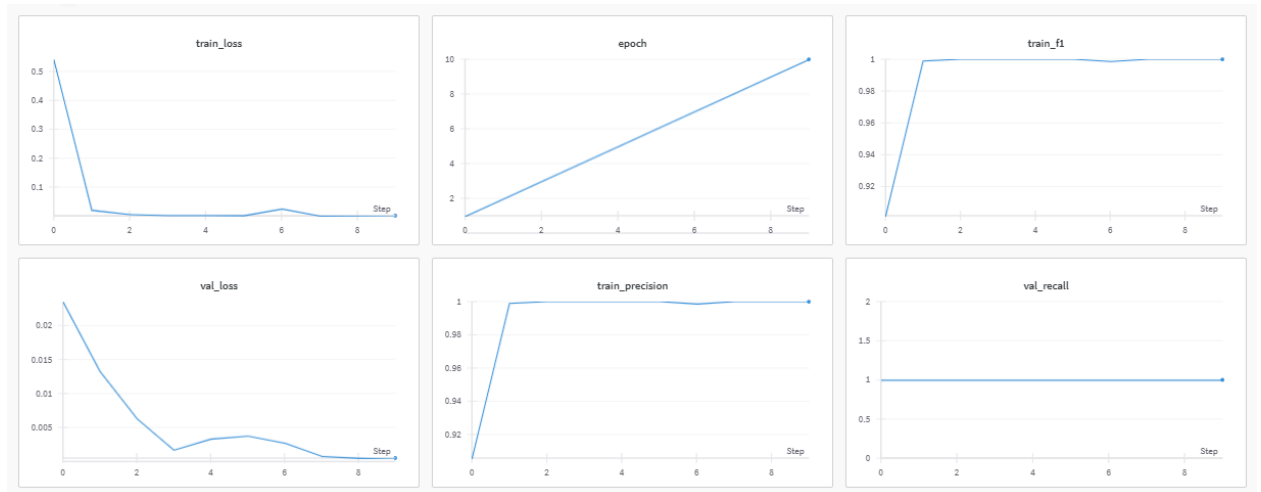 train_loss
0.5
0.4
0.3
0.2
0.1
Step
0 2 4 6 8
epoch
10
8
6
4
2
Step
0 2 4 6 8
train_f1
1
0.98
0.96
0.94
0.92
Step
0 2 4 6 8
val_loss
0.02
0.015
0.01
0.005
Step
0 2 4 6 8
train_precision
1
0.98
0.96
0.94
0.92
Step
0 2 4 6 8
val_recall
2
1.5
1
0.5
0
Step
0 2 4 6 8